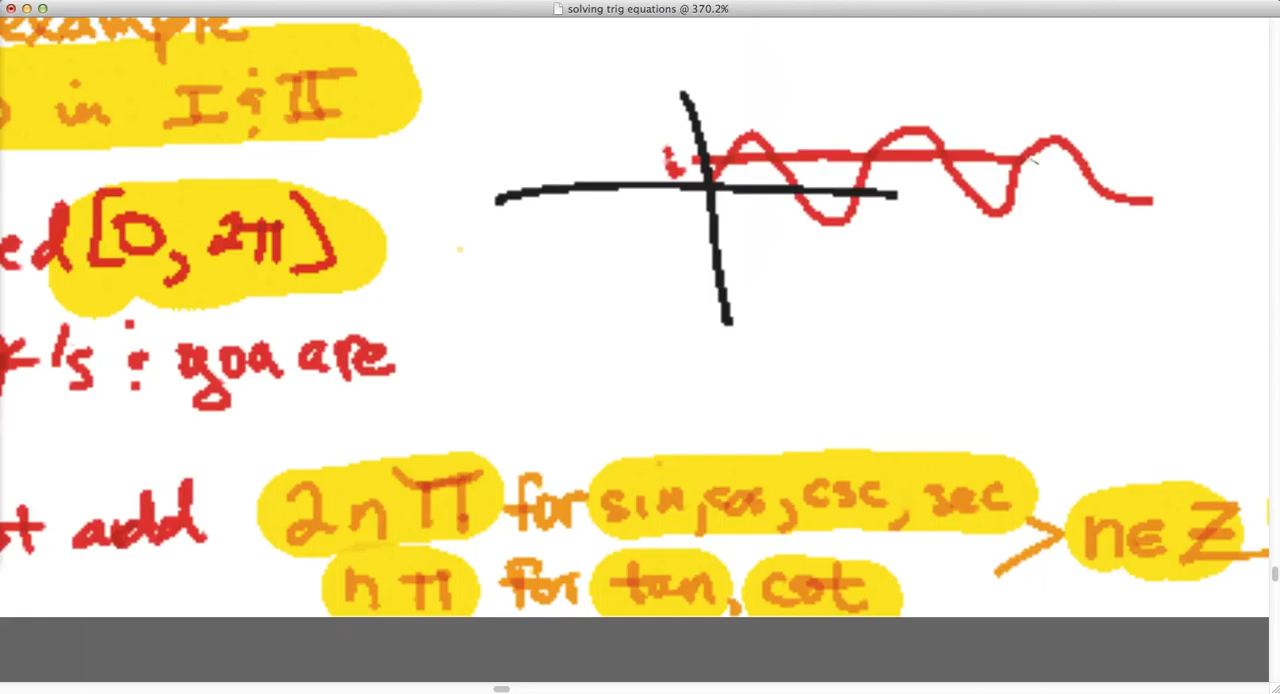 solving trig equations @ 370.2%
example
in I & II
[0, 2π)
's : you are
add 2nπ for sin, cos, csc, sec > n∈Z
nπ for tan, cot